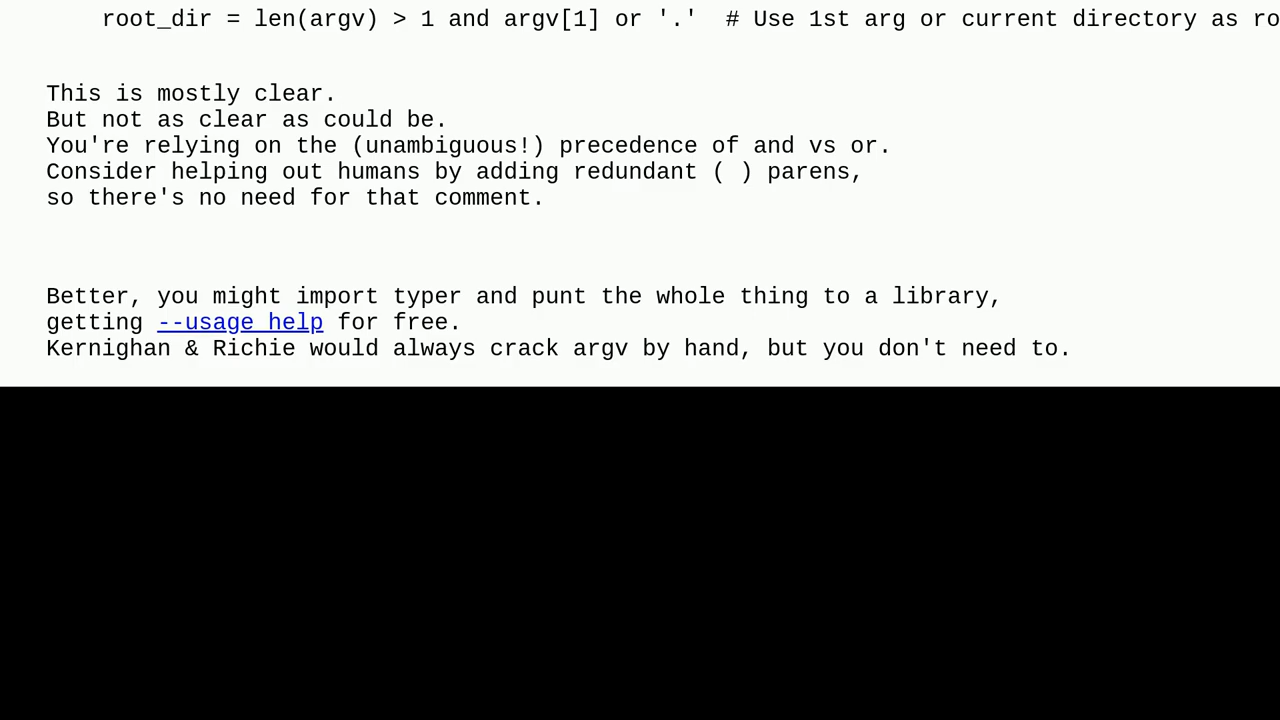 root_dir = len(argv) > 1 and argv[1] or '.'  # Use 1st arg or current directory as
This is mostly clear.
But not as clear as could be.
You're relying on the (unambiguous!) precedence of and vs or.
Consider helping out humans by adding redundant ( ) parens,
so there's no need for that comment.
Better, you might import typer and punt the whole thing to a library,
getting --usage help for free.
Kernighan & Richie would always crack argv by hand, but you don't need to.